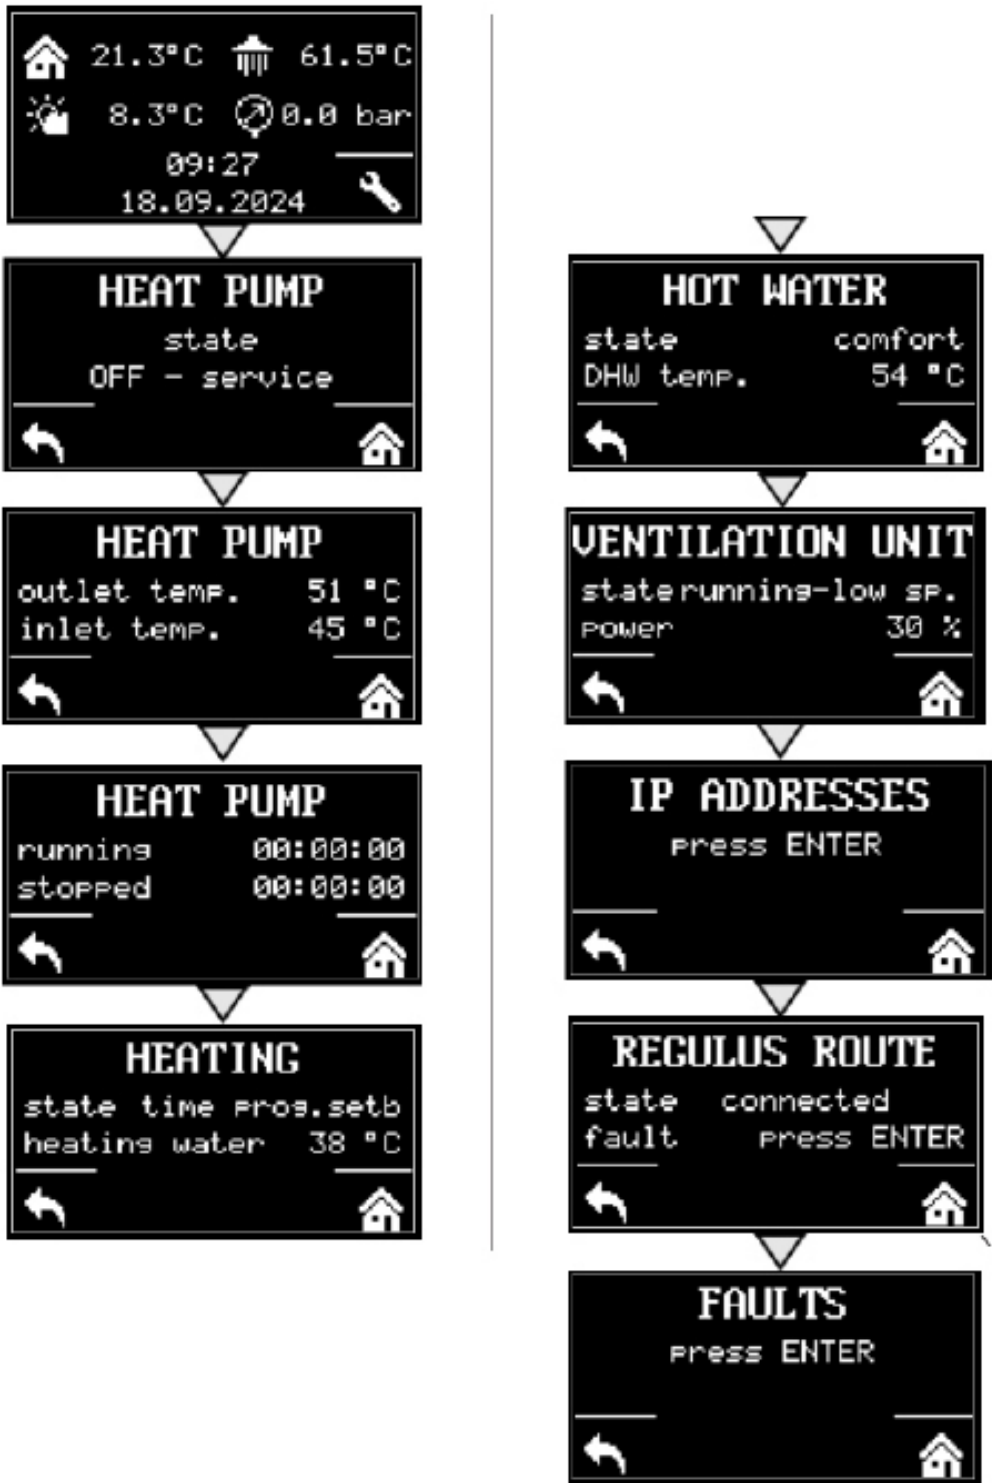 21.3°C 61.5°C
8.3°C 0.0 bar
09:27
18.09.2024
HEAT PUMP
state
OFF - service
HEAT PUMP
outlet temp. 51 °C
inlet temp. 45 °C
HEAT PUMP
running 00:00:00
stopped 00:00:00
HEATING
state time prog.setb
heating water 38 °C
HOT WATER
state comfort
DHW temp. 54 °C
VENTILATION UNIT
state running-low sp.
power 30 %
IP ADDRESSES
press ENTER
REGULUS ROUTE
state connected
fault press ENTER
FAULTS
press ENTER